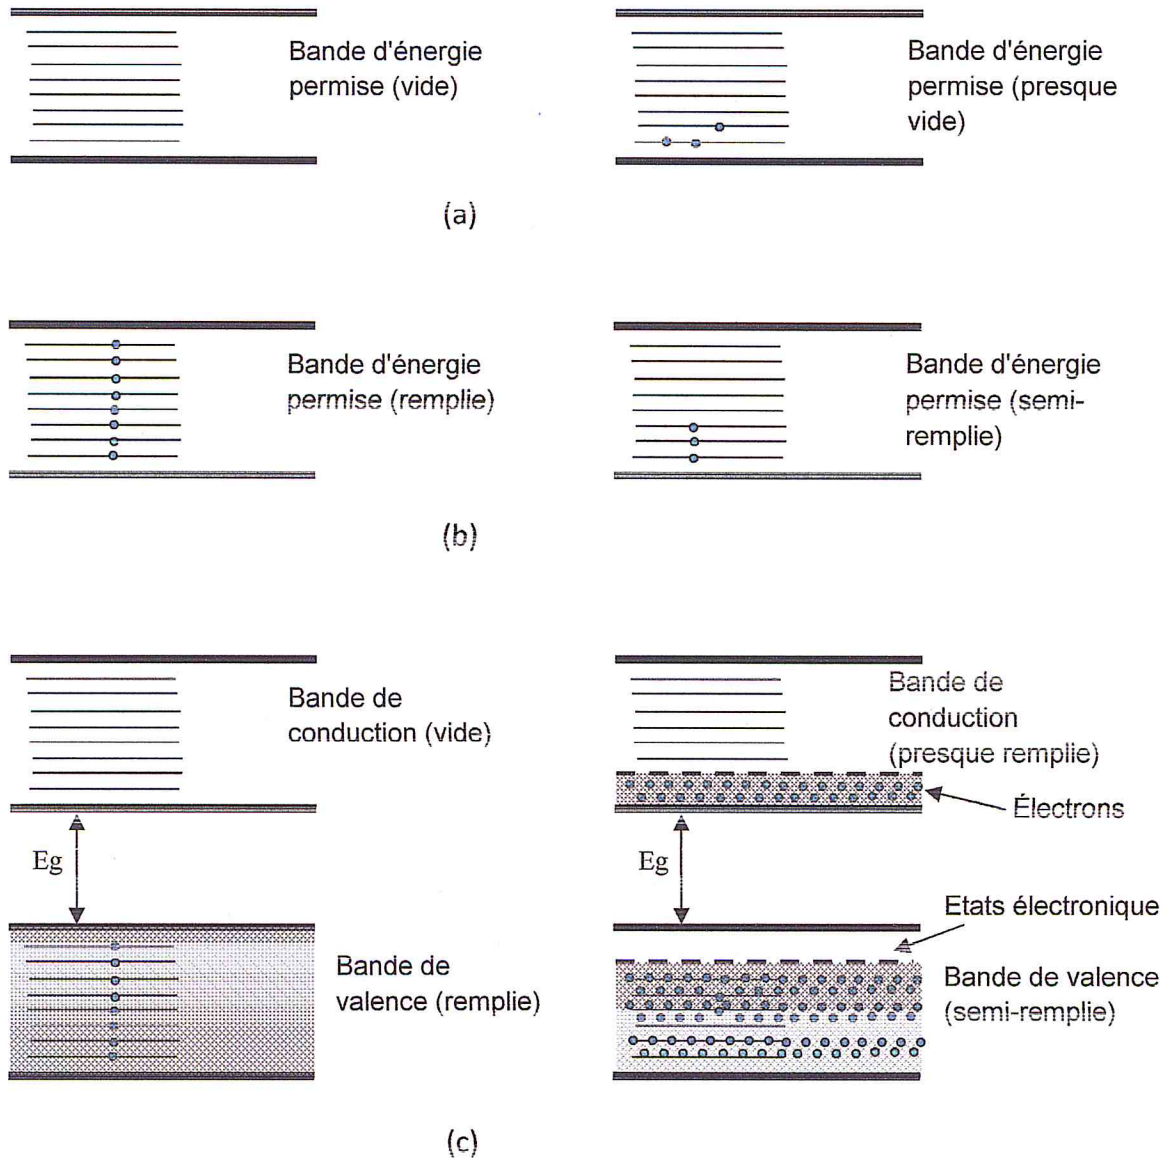 Bande d'énergie
permise (vide)
Bande d'énergie
permise (presque
vide)
(a)
Bande d'énergie
permise (remplie)
Bande d'énergie
permise (semi-
remplie)
(b)
Bande de
conduction (vide)
Eg
Bande de
valence (remplie)
Bande de
conduction
(presque remplie)
Électrons
Eg
Etats électronique
Bande de valence
(semi-remplie)
(c)